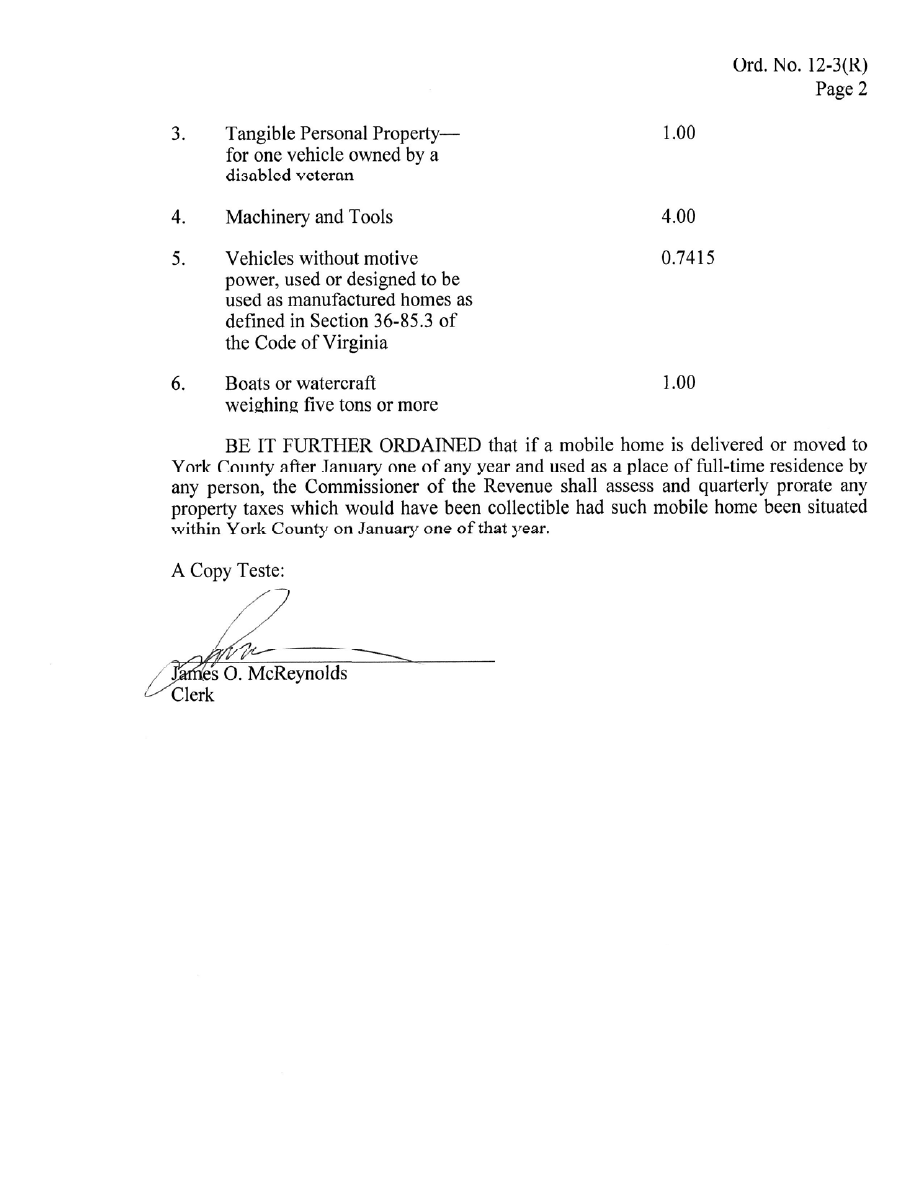 Ord. No. 12-3(R)
Page 2
3. Tangible Personal Property— 1.00
for one vehicle owned by a
disabled veteran
4. Machinery and Tools 4.00
5. Vehicles without motive 0.7415
power, used or designed to be
used as manufactured homes as
defined in Section 36-85.3 of
the Code of Virginia
6. Boats or watercraft 1.00
weighing five tons or more
BE IT FURTHER ORDAINED that if a mobile home is delivered or moved to
York County after January one of any year and used as a place of full-time residence by
any person, the Commissioner of the Revenue shall assess and quarterly prorate any
property taxes which would have been collectible had such mobile home been situated
within York County on January one of that year.
A Copy Teste:
James O. McReynolds
Clerk